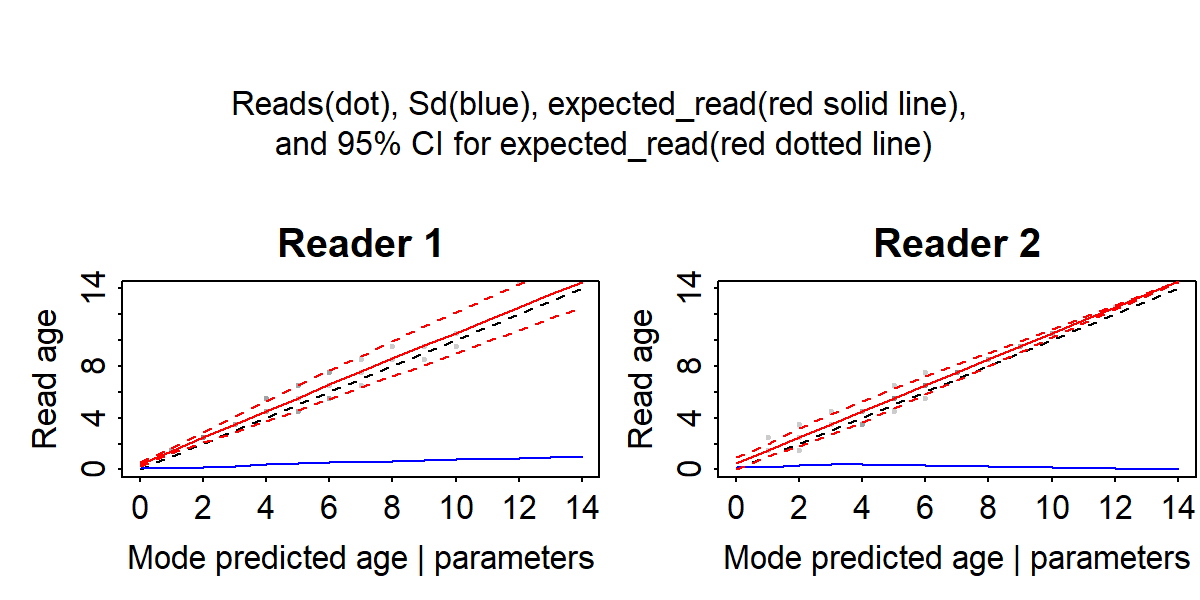 Reads(dot), Sd(blue), expected_read(red solid line),
and 95% CI for expected_read(red dotted line)
Reader 1
Read age
14
8
4
0
0 2 4 6 8 10 12 14
Mode predicted age | parameters
Reader 2
Read age
14
8
4
0
0 2 4 6 8 10 12 14
Mode predicted age | parameters